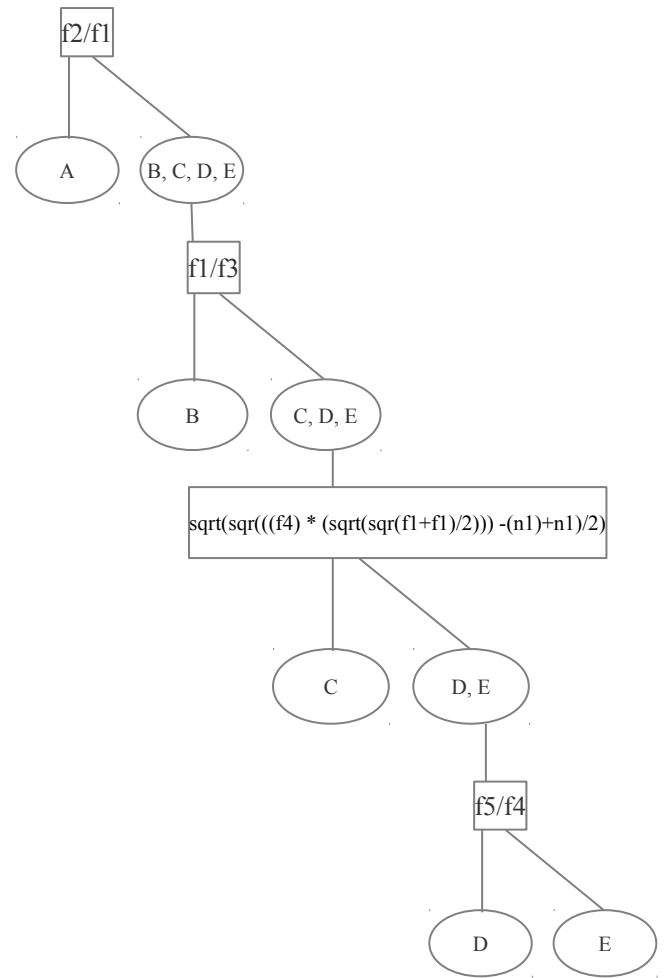 f2/f1
A
B, C, D, E
f1/f3
B
C, D, E
sqrt(sqr(((f4) * (sqrt(sqr(f1+f1)/2))) -(n1)+n1)/2)
C
D, E
f5/f4
D
E